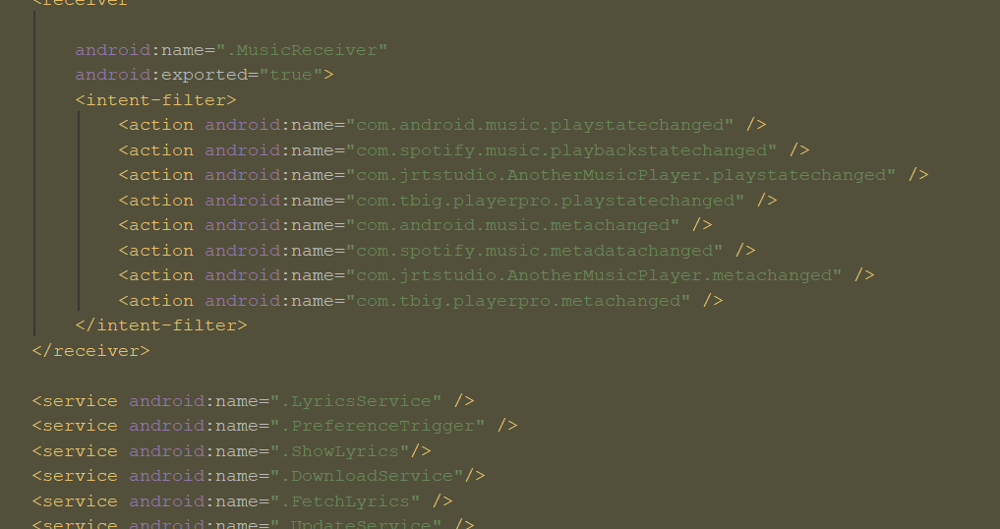 <receiver
android:name=".MusicReceiver"
android:exported="true">
<intent-filter>
<action android:name="com.android.music.playstatechanged" />
<action android:name="com.spotify.music.playbackstatechanged" />
<action android:name="com.jrtstudio.AnotherMusicPlayer.playstatechanged" />
<action android:name="com.tbig.playerpro.playstatechanged" />
<action android:name="com.android.music.metachanged" />
<action android:name="com.spotify.music.metadatachanged" />
<action android:name="com.jrtstudio.AnotherMusicPlayer.metachanged" />
<action android:name="com.tbig.playerpro.metachanged" />
</intent-filter>
</receiver>
<service android:name=".LyricsService" />
<service android:name=".PreferenceTrigger" />
<service android:name=".ShowLyrics"/>
<service android:name=".DownloadService"/>
<service android:name=".FetchLyrics" />
<service android:name=".UpdateService" />